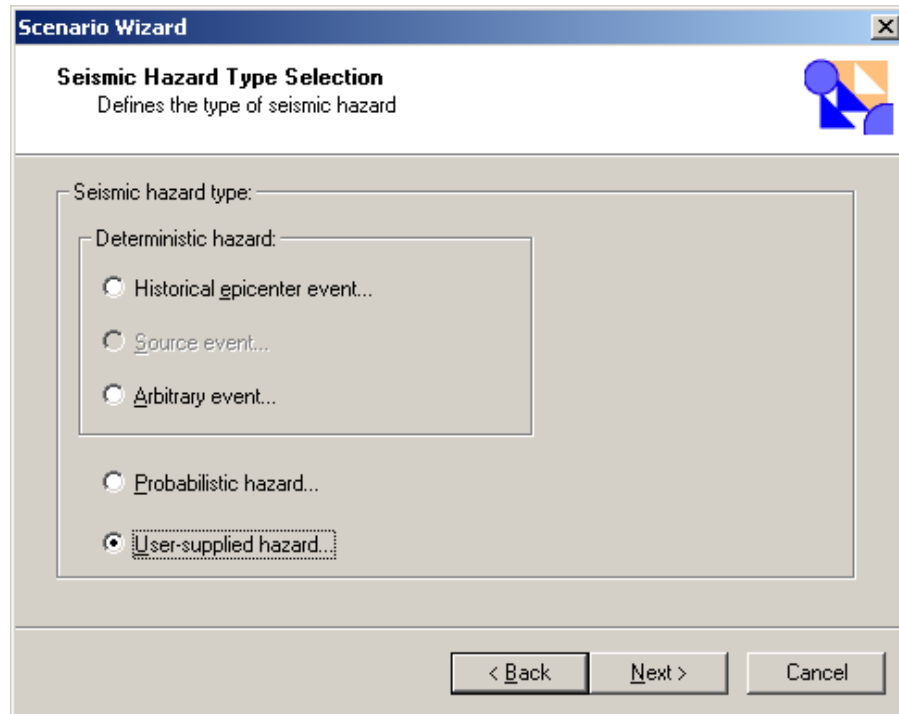 Scenario Wizard
Seismic Hazard Type Selection
Defines the type of seismic hazard
Seismic hazard type:
Deterministic hazard:
Historical epicenter event...
Source event...
Arbitrary event...
Probabilistic hazard...
User-supplied hazard...
< Back Next > Cancel